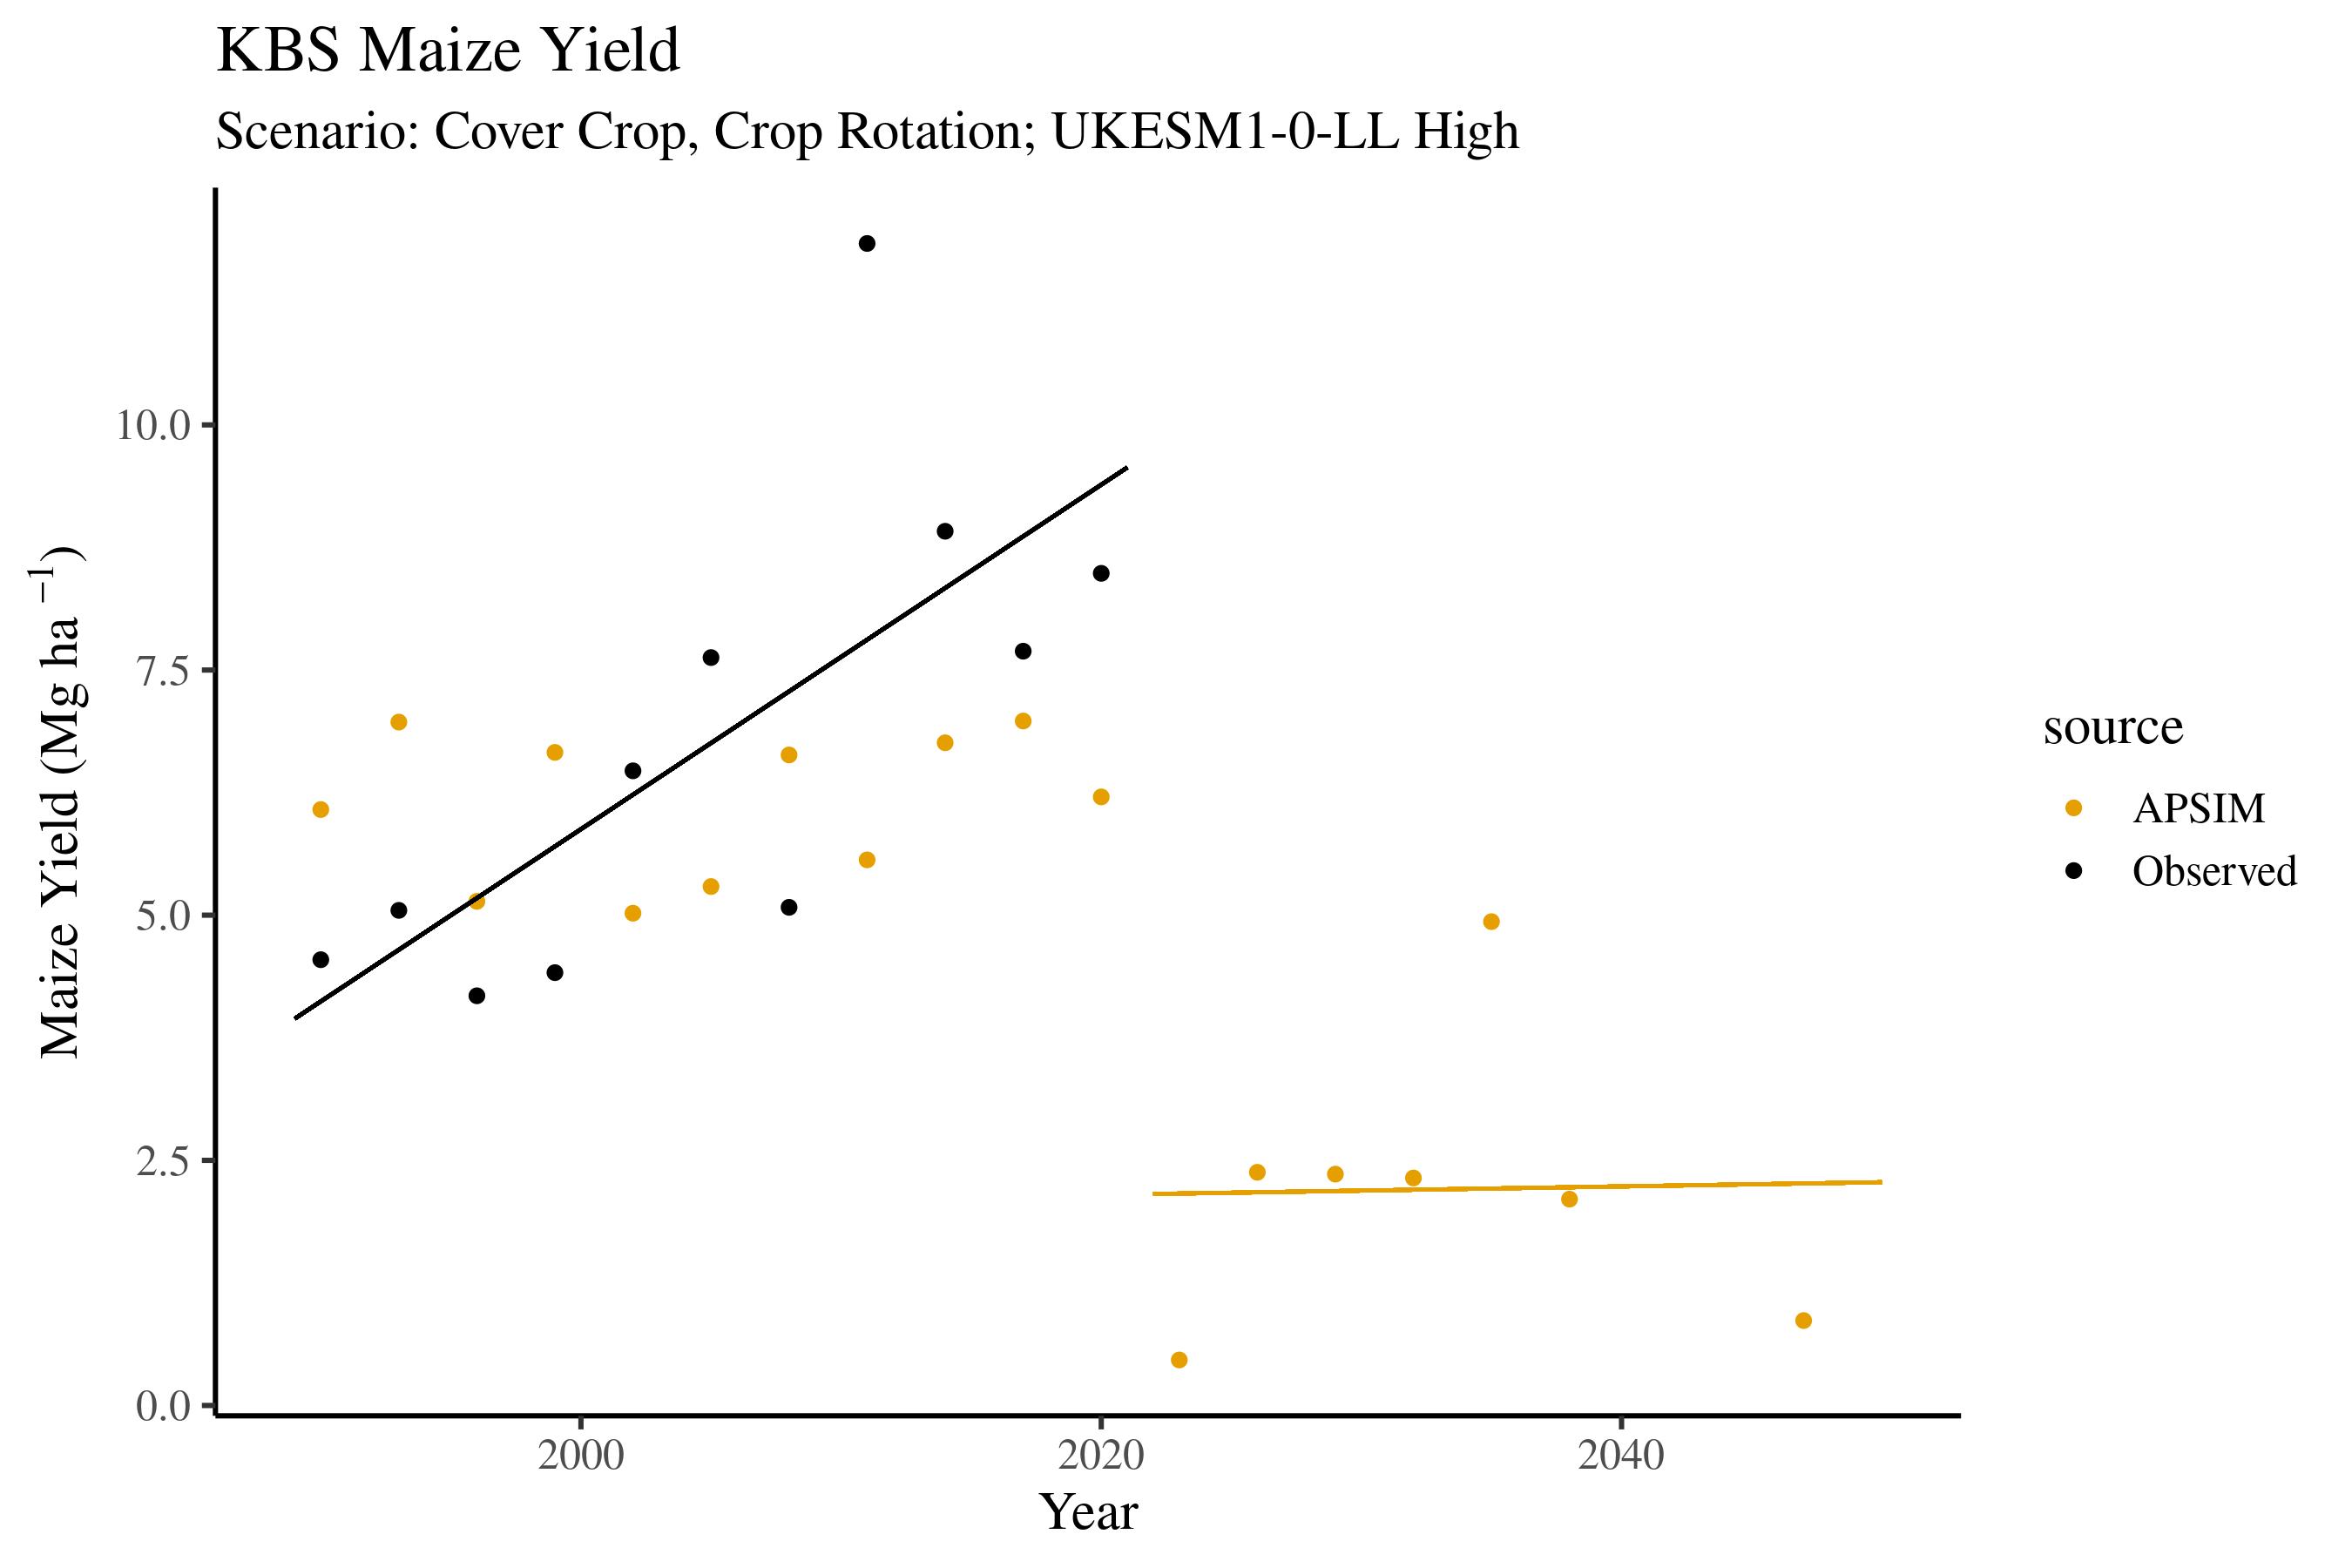 KBS Maize Yield
Scenario: Cover Crop, Crop Rotation; UKESM1-0-LL High
Maize Yield (Mg ha −1)
10.0
7.5
5.0
2.5
0.0
2000
2020
2040
Year
source
APSIM
Observed